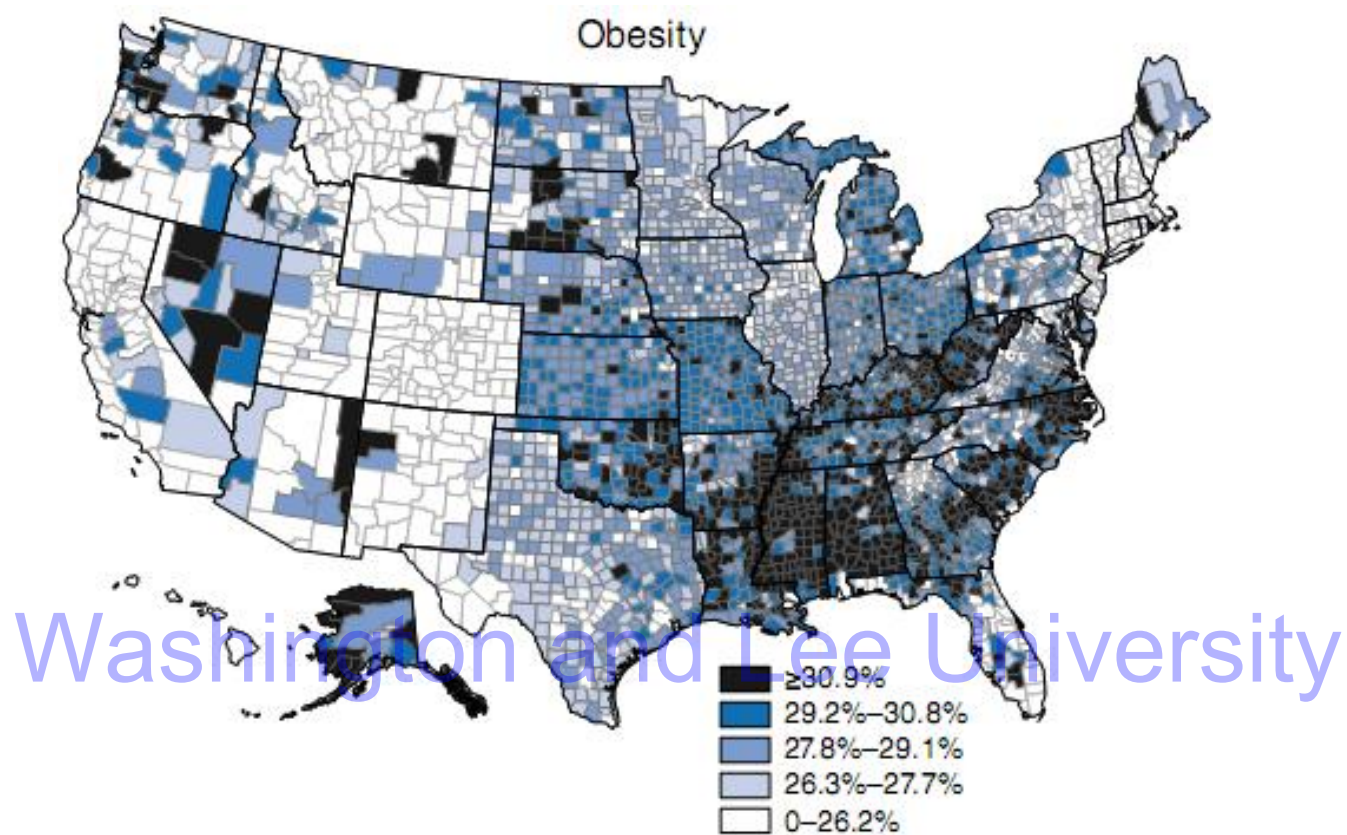 Obesity
Washington and Lee University
≥30.9%
29.2%–30.8%
27.8%–29.1%
26.3%–27.7%
0–26.2%